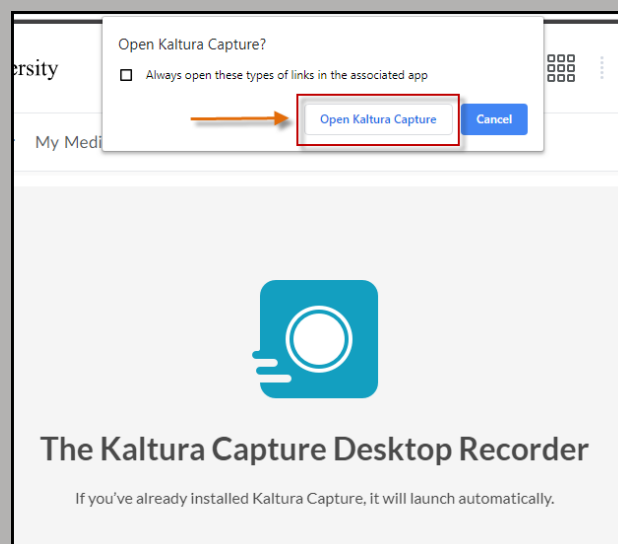 Open Kaltura Capture?
Always open these types of links in the associated app
Open Kaltura Capture Cancel
My Medi
The Kaltura Capture Desktop Recorder
If you've already installed Kaltura Capture, it will launch automatically.